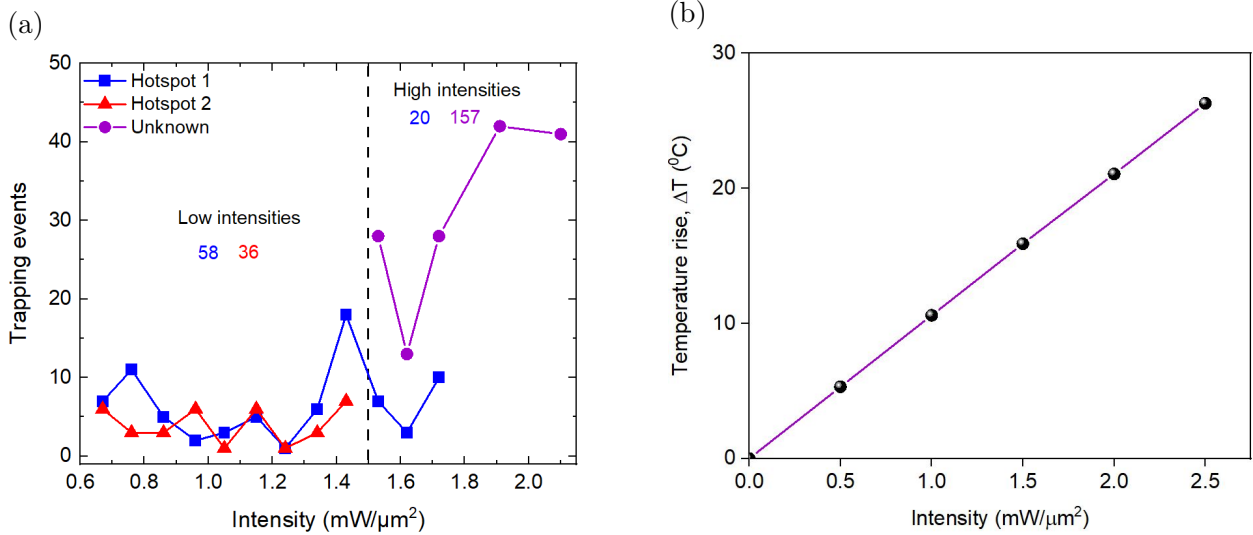 (a)
50
40
30
20
10
0
Trapping events
Hotspot 1
Hotspot 2
Unknown
Low intensities
58 36
High intensities
20 157
0.6 0.8 1.0 1.2 1.4 1.6 1.8 2.0
Intensity (mW/µm²)
(b)
30
20
10
0
Temperature rise, ΔT (⁰C)
0.0 0.5 1.0 1.5 2.0 2.5
Intensity (mW/µm²)